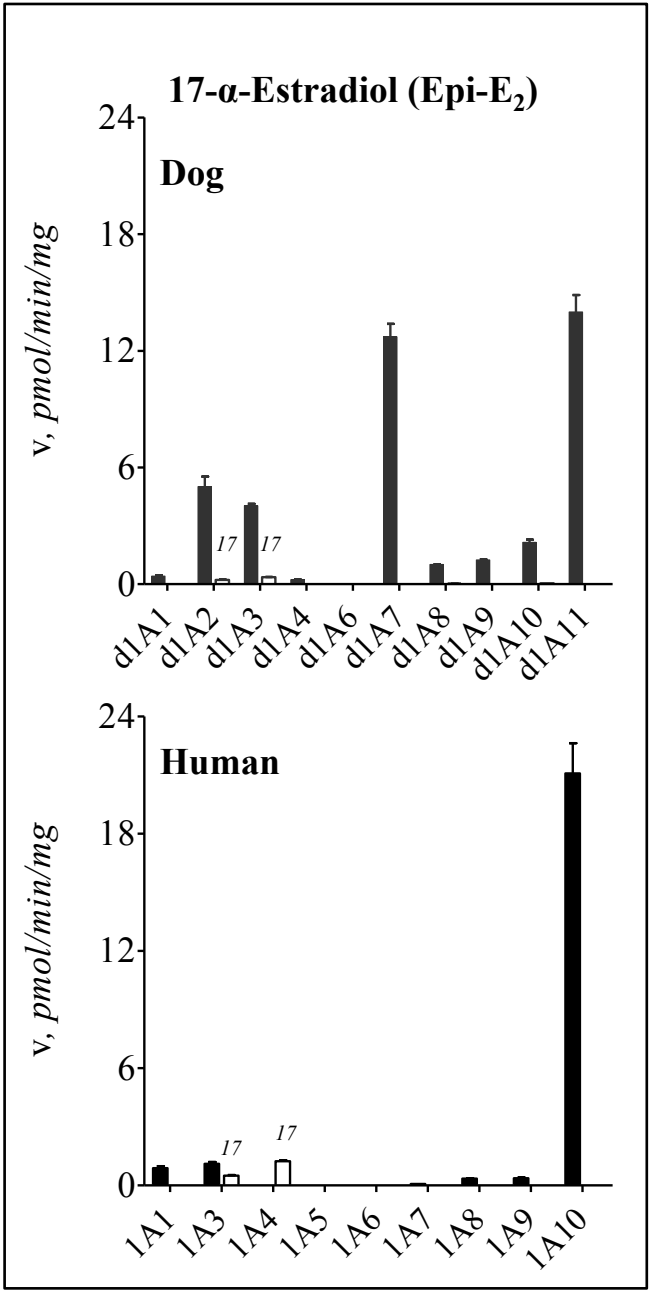 17-α-Estradiol (Epi-E₂)
24
Dog
18
v, pmol/min/mg
12
6
17 17
0
d1A1 d1A2 d1A3 d1A4 d1A6 d1A7 d1A8 d1A9 d1A10 d1A11
24
Human
18
v, pmol/min/mg
12
6
17 17
0
1A1 1A3 1A4 1A5 1A6 1A7 1A8 1A9 1A10